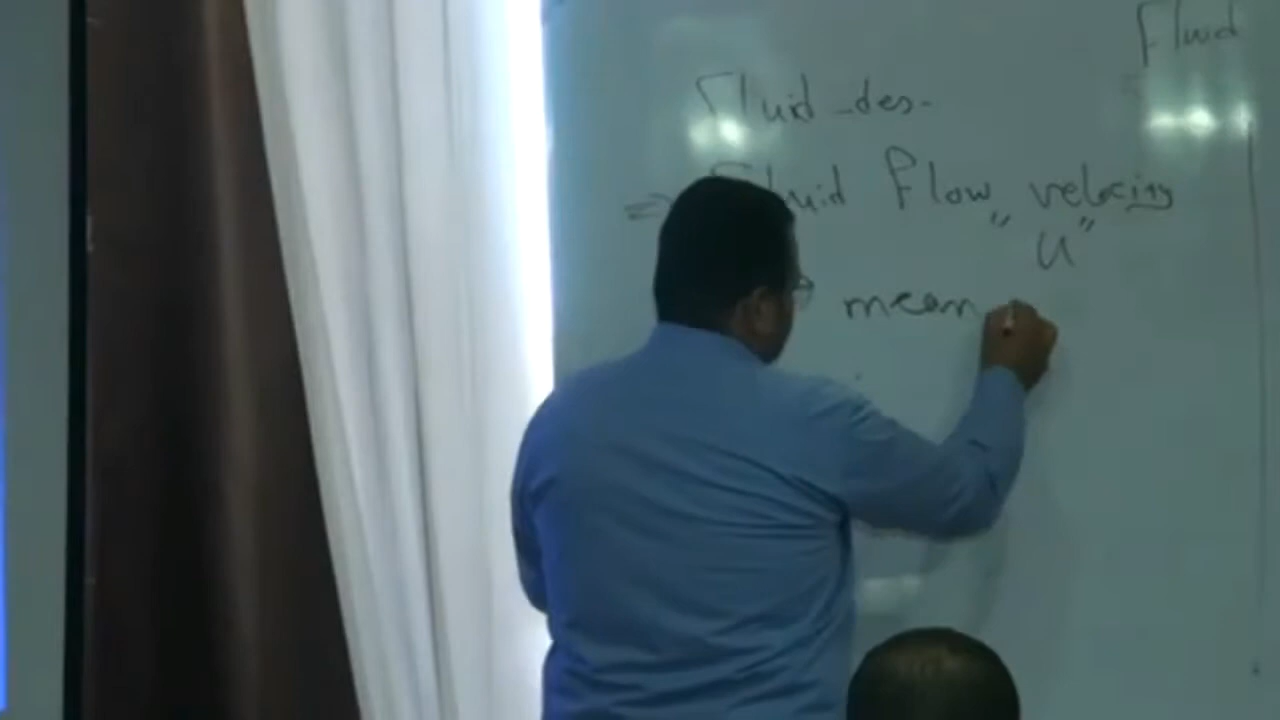 Fluid
Fluid -des-
⇒ Fluid Flow velocity
"U"
mean